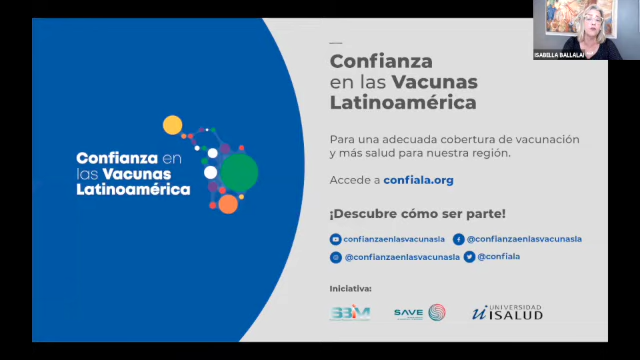 ISABELLA BALLALAI
Confianza en
las Vacunas
Latinoamérica
Confianza
en las Vacunas
Latinoamérica
Para una adecuada cobertura de vacunación
y más salud para nuestra región.
Accede a confiala.org
¡Descubre cómo ser parte!
confianzaenlasvacunasla
@confianzaenlasvacunasla
@confianzaenlasvacunasla
@confiala
Iniciativa:
SBIM
SAVE
UNIVERSIDAD
ISALUD